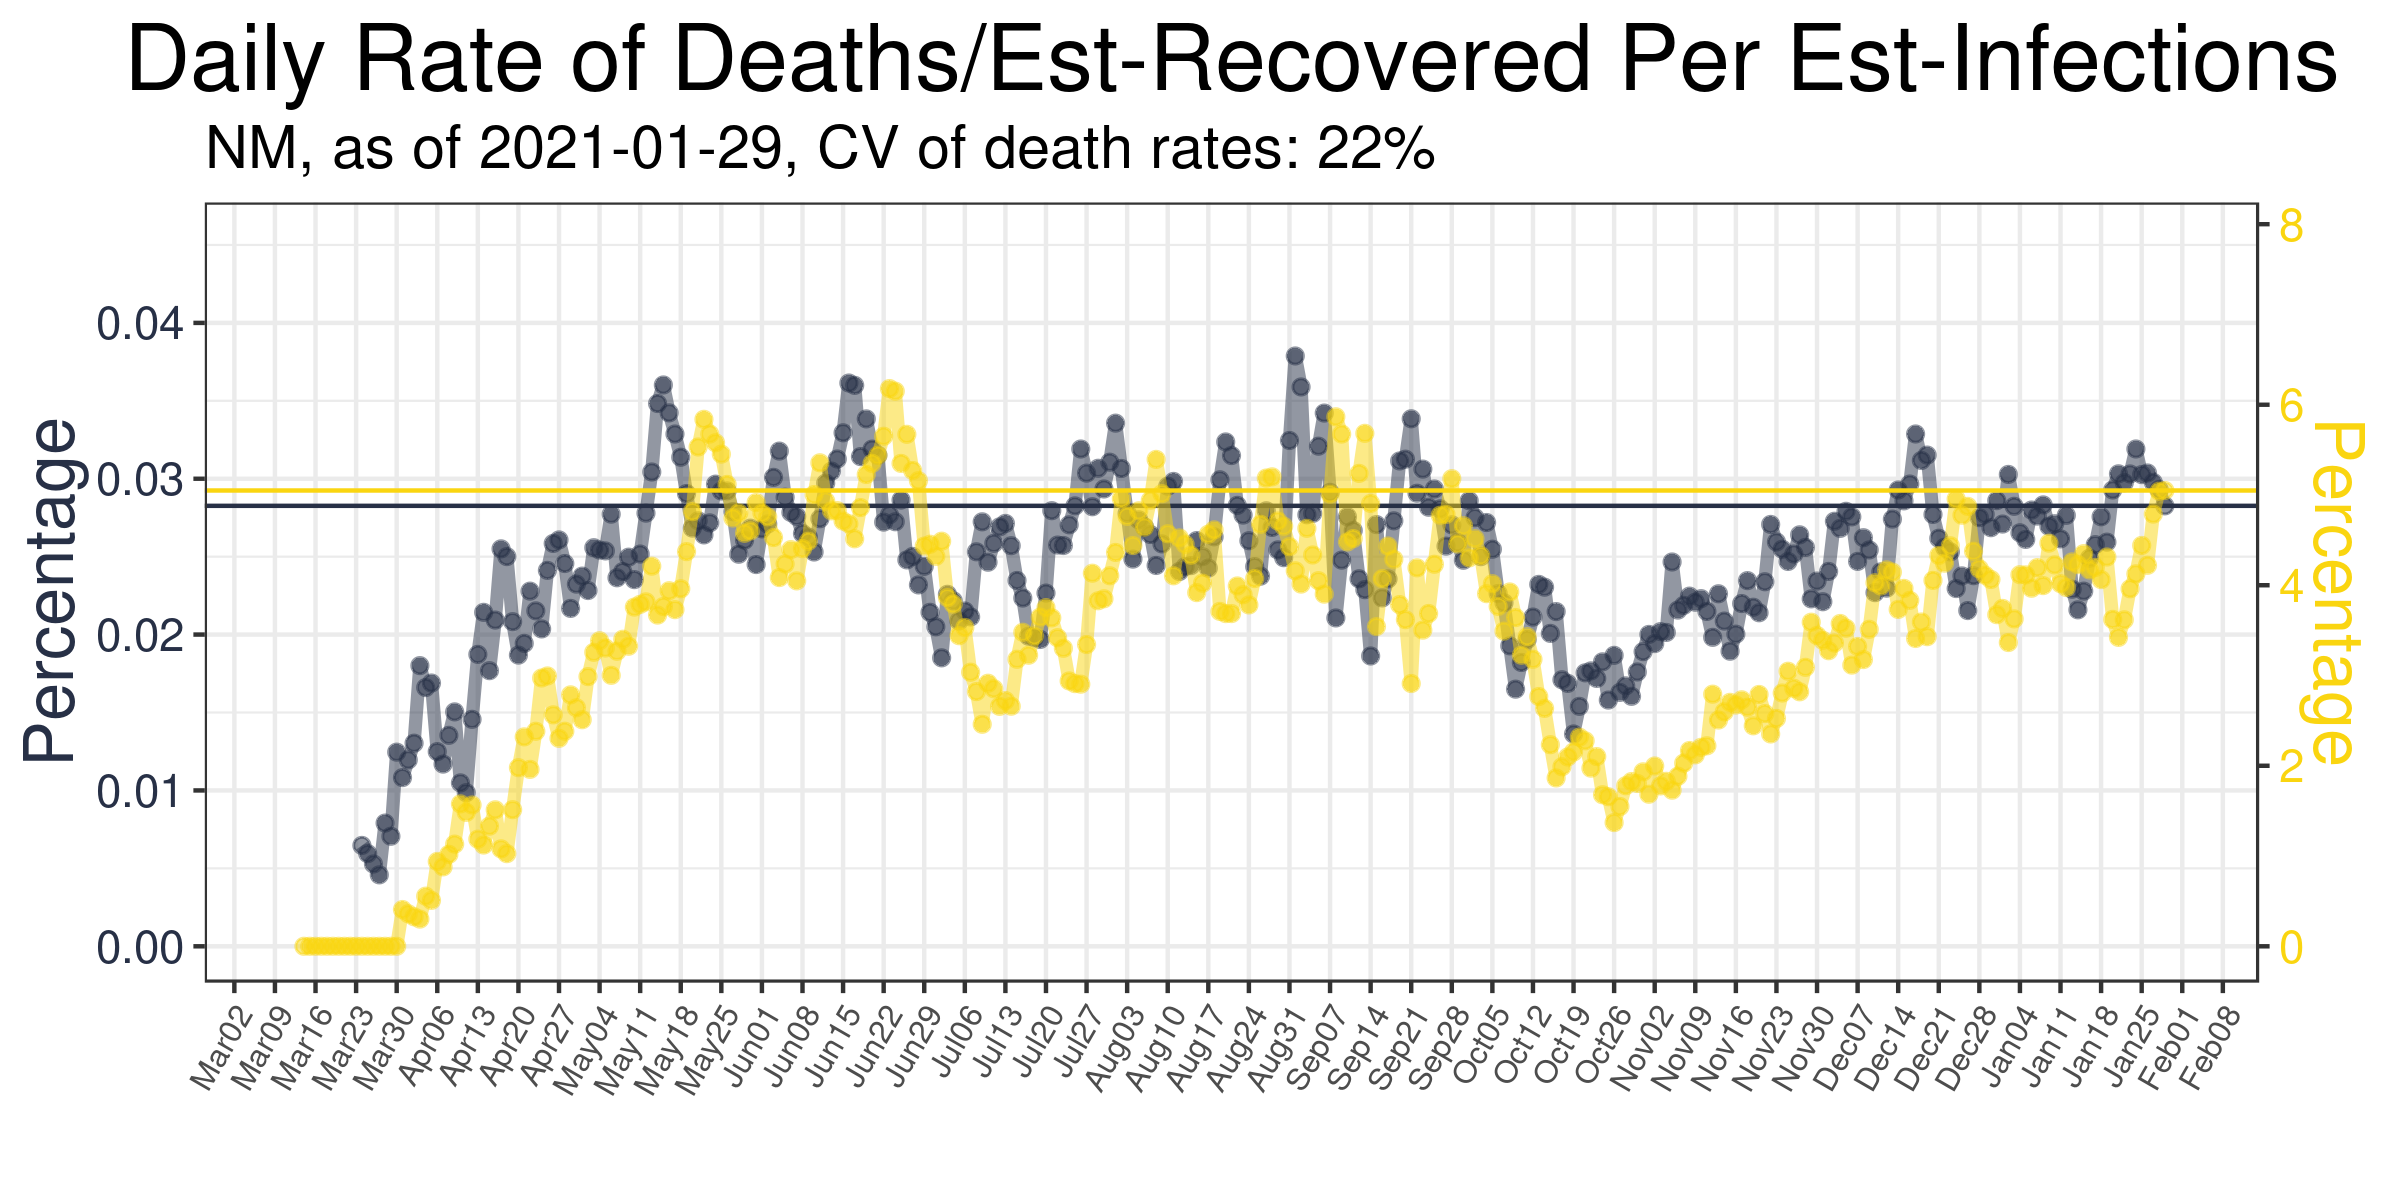 Daily Rate of Deaths/Est-Recovered Per Est-Infections
NM, as of 2021-01-29, CV of death rates: 22%
Percentage
0.04
0.03
0.02
0.01
0.00
8
6
4
2
0
Percentage
Mar02 Mar09 Mar16 Mar23 Mar30 Apr06 Apr13 Apr20 Apr27 May04 May11 May18 May25 Jun01 Jun08 Jun15 Jun22 Jun29 Jul06 Jul13 Jul20 Jul27 Aug03 Aug10 Aug17 Aug24 Aug31 Sep07 Sep14 Sep21 Sep28 Oct05 Oct12 Oct19 Oct26 Nov02 Nov09 Nov16 Nov23 Nov30 Dec07 Dec14 Dec21 Dec28 Jan04 Jan11 Jan18 Jan25 Feb01 Feb08